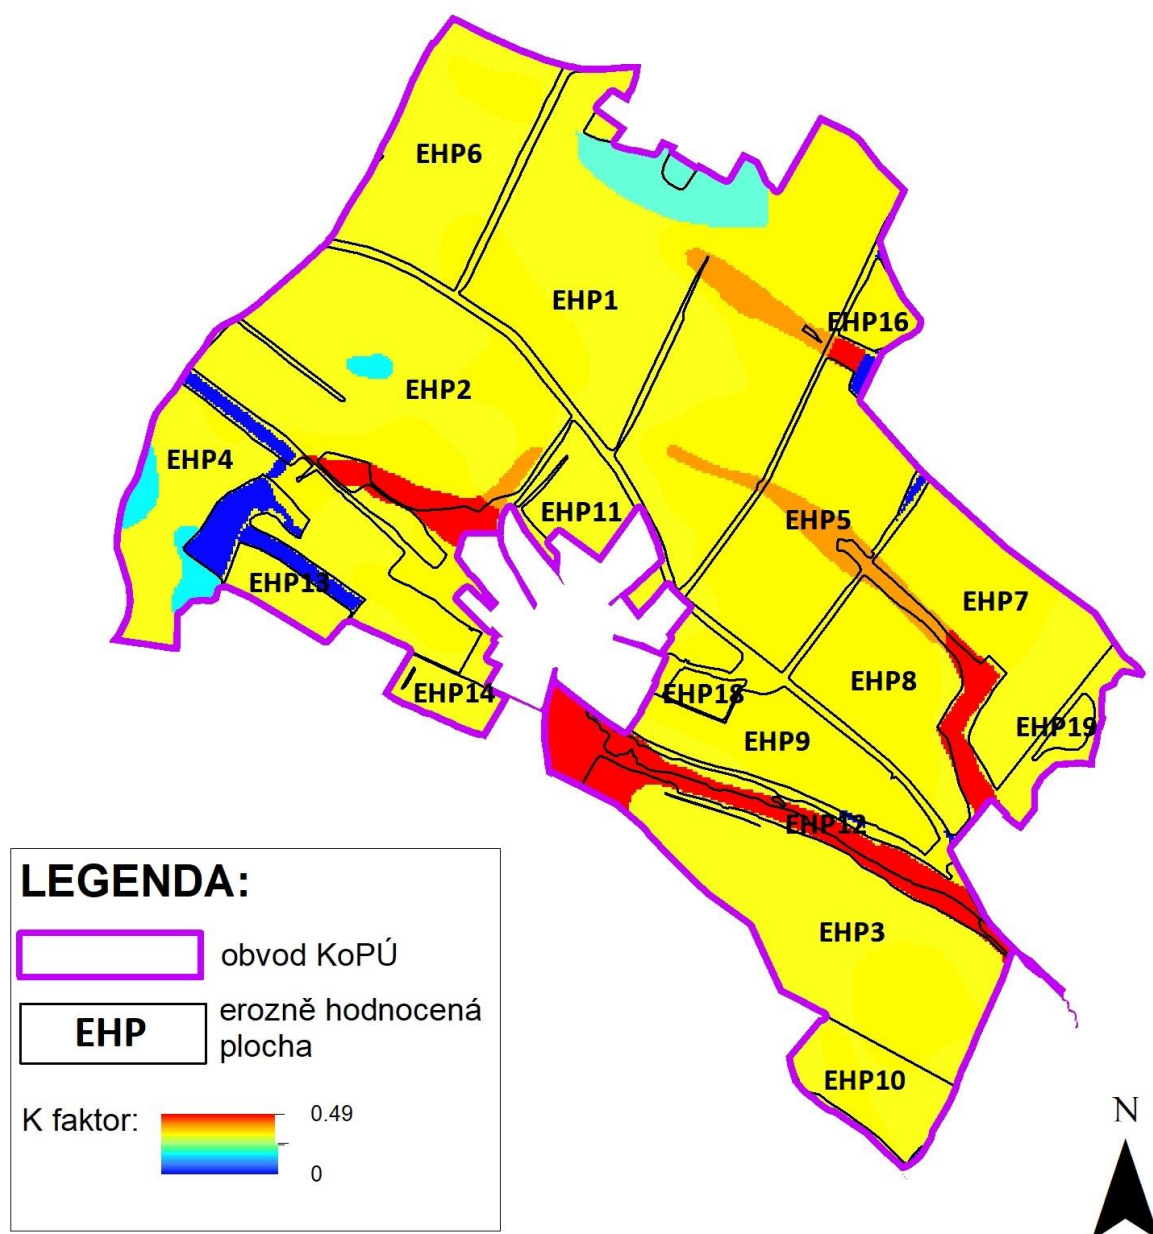 EHP6
EHP1
EHP16
EHP2
EHP4
EHP11
EHP5
EHP13
EHP7
EHP8
EHP14
EHP18
EHP19
EHP9
EHP12
EHP3
EHP10
LEGENDA:
obvod KoPÚ
EHP
erozně hodnocená
plocha
K faktor:
0.49
0
N